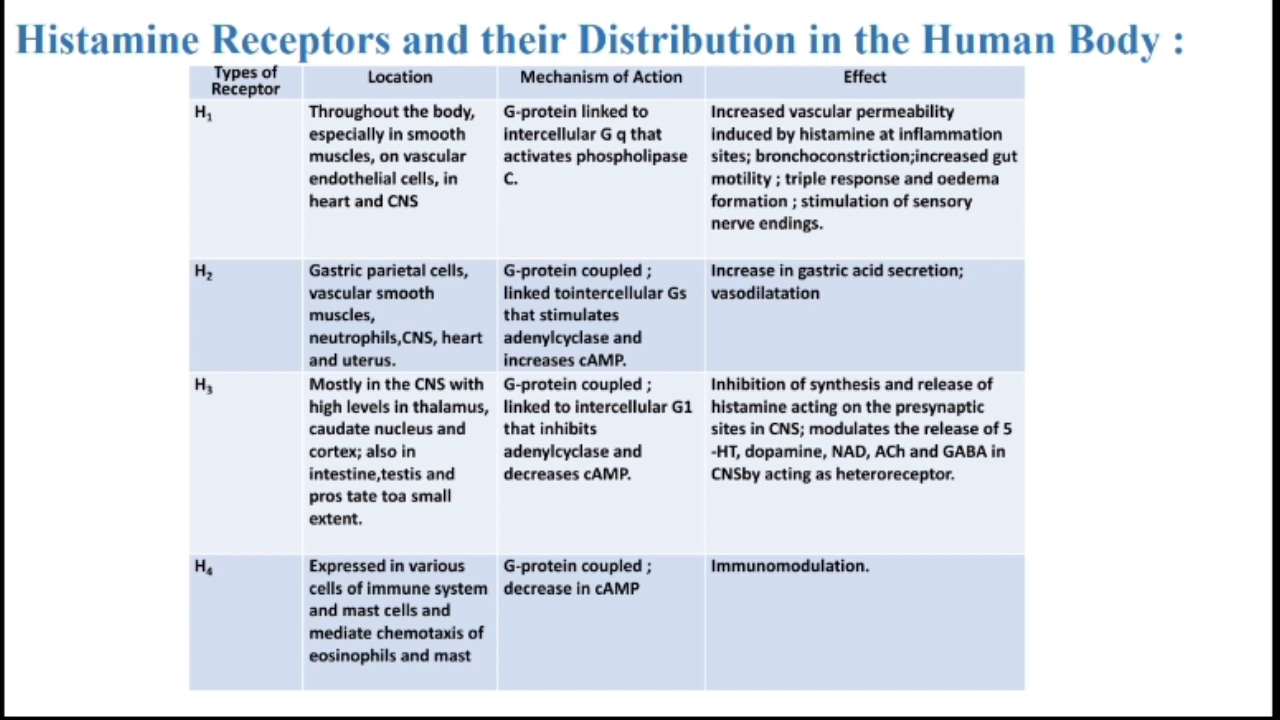 Histamine Receptors and their Distribution in the Human Body :
Types of
Receptor
Location
Mechanism of Action
Effect
H₁
Throughout the body,
especially in smooth
muscles, on vascular
endothelial cells, in
heart and CNS
G-protein linked to
intercellular G q that
activates phospholipase
C.
Increased vascular permeability
induced by histamine at inflammation
sites; bronchoconstriction;increased gut
motility ; triple response and oedema
formation ; stimulation of sensory
nerve endings.
H₂
Gastric parietal cells,
vascular smooth
muscles,
neutrophils,CNS, heart
and uterus.
G-protein coupled ;
linked tointercellular Gs
that stimulates
adenylcyclase and
increases cAMP.
Increase in gastric acid secretion;
vasodilatation
H₃
Mostly in the CNS with
high levels in thalamus,
caudate nucleus and
cortex; also in
intestine,testis and
pros tate toa small
extent.
G-protein coupled ;
linked to intercellular G1
that inhibits
adenylcyclase and
decreases cAMP.
Inhibition of synthesis and release of
histamine acting on the presynaptic
sites in CNS; modulates the release of 5
-HT, dopamine, NAD, ACh and GABA in
CNSby acting as heteroreceptor.
H₄
Expressed in various
cells of immune system
and mast cells and
mediate chemotaxis of
eosinophils and mast
G-protein coupled ;
decrease in cAMP
Immunomodulation.